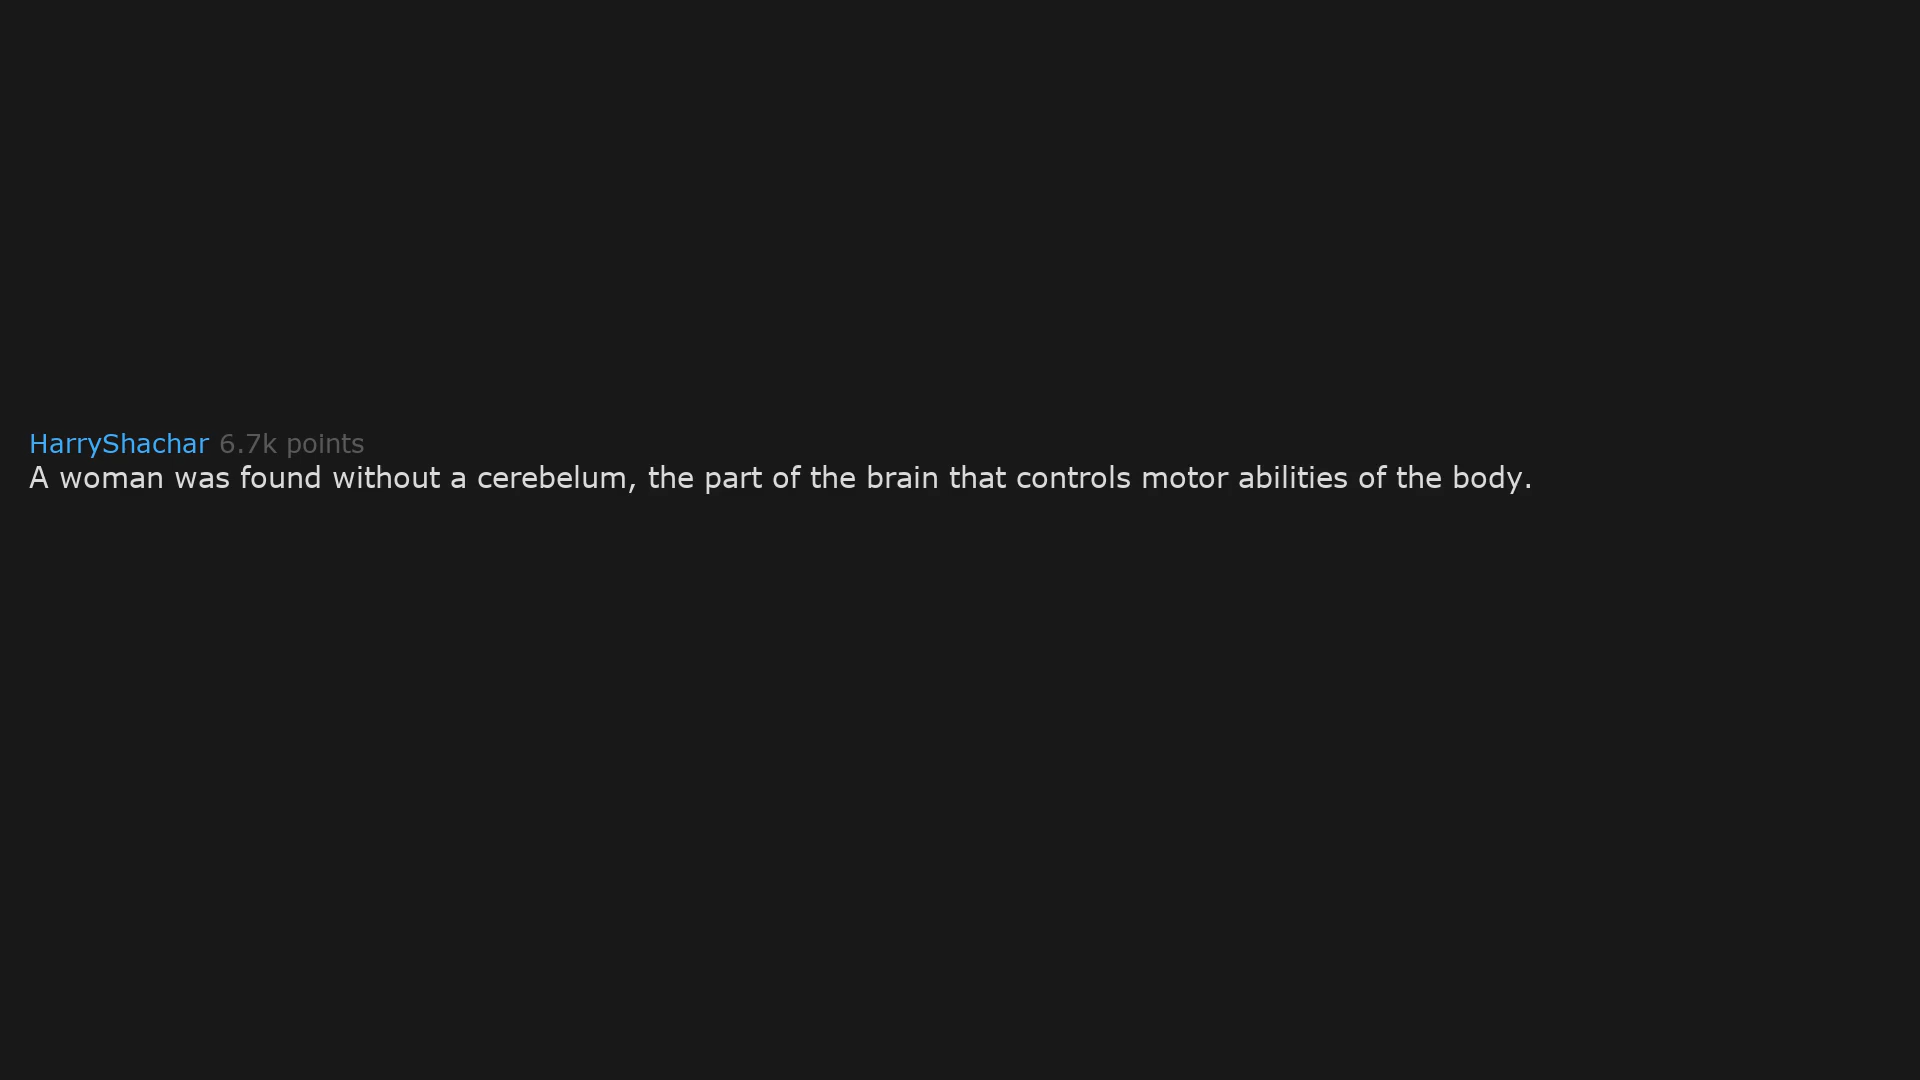 HarryShachar 6.7k points
A woman was found without a cerebelum, the part of the brain that controls motor abilities of the body.